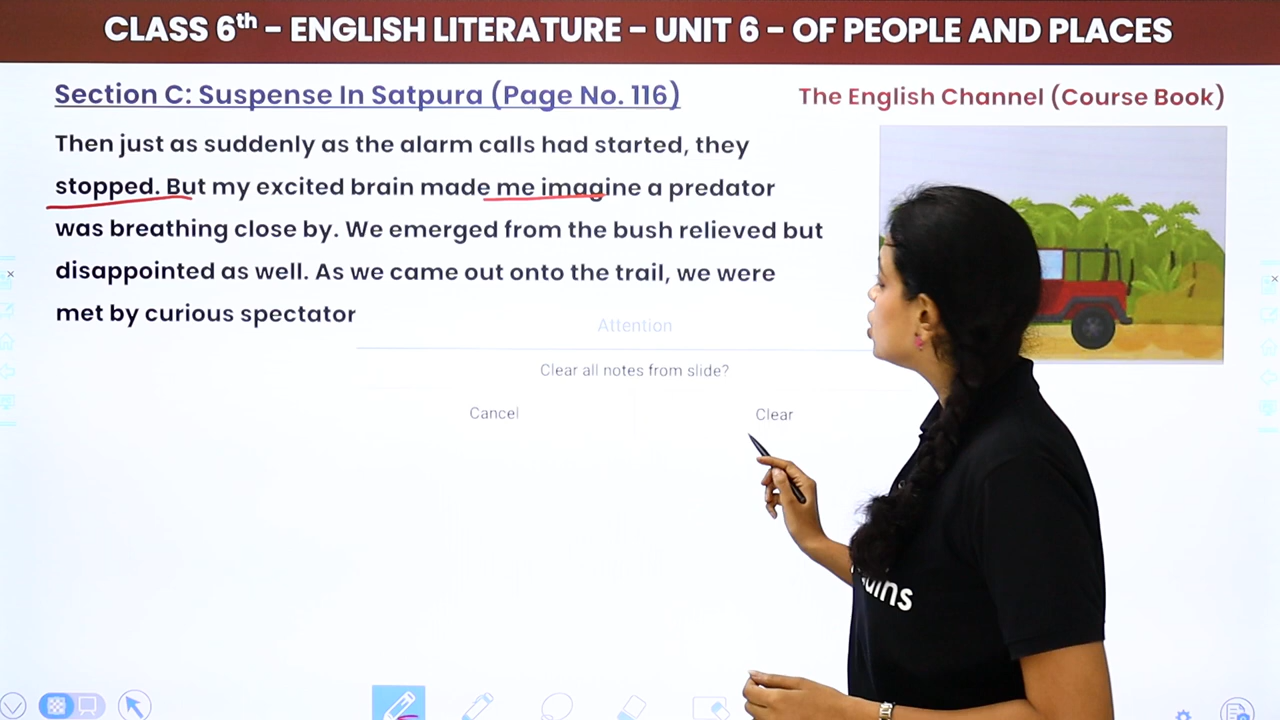 CLASS 6th - ENGLISH LITERATURE - UNIT 6 - OF PEOPLE AND PLACES
Section C: Suspense In Satpura (Page No. 116)
The English Channel (Course Book)
Then just as suddenly as the alarm calls had started, they
stopped. But my excited brain made me imagine a predator
was breathing close by. We emerged from the bush relieved but
disappointed as well. As we came out onto the trail, we were
met by curious spectator
Attention
Clear all notes from slide?
Cancel
Clear